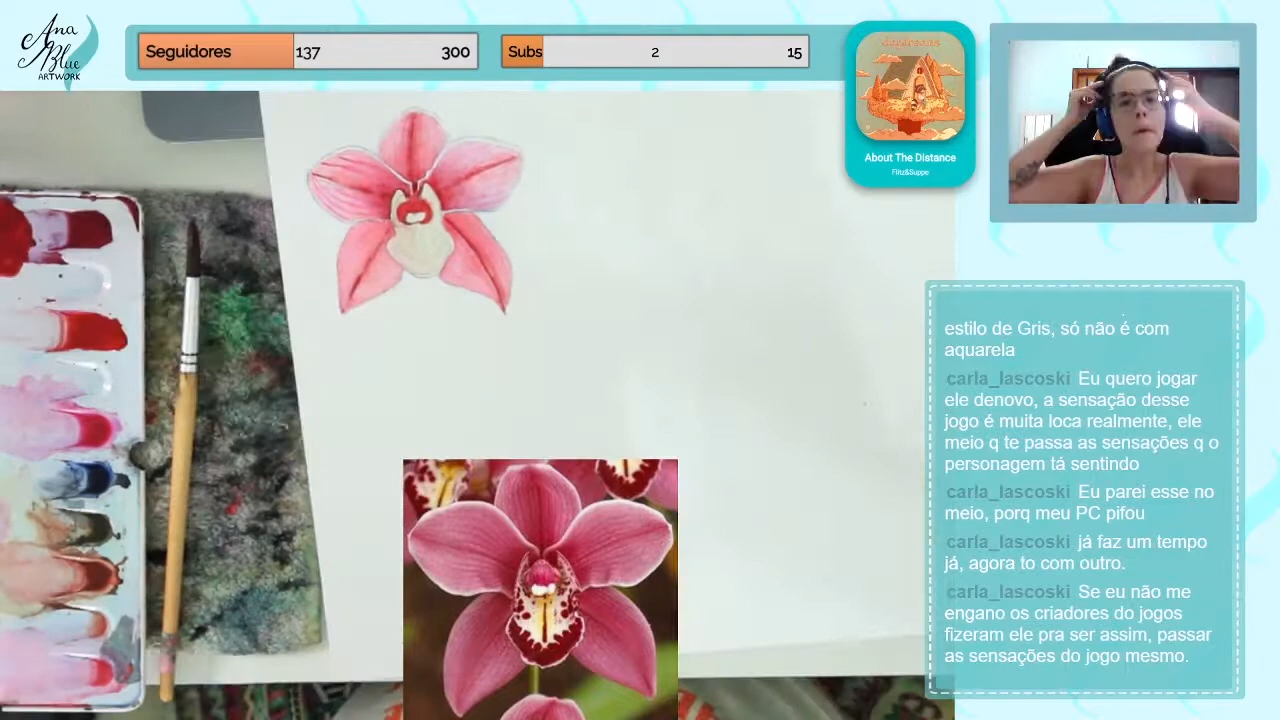 Ana
Blue
ARTWORK
Seguidores 137 300
Subs 2 15
daydreams
About The Distance
Flitz&Suppe
estilo de Gris, só não é com
aquarela
carla_lascoski Eu quero jogar
ele denovo, a sensação desse
jogo é muita loca realmente, ele
meio q te passa as sensações q o
personagem tá sentindo
carla_lascoski Eu parei esse no
meio, porq meu PC pifou
carla_lascoski já faz um tempo
já, agora to com outro.
carla_lascoski Se eu não me
engano os criadores do jogos
fizeram ele pra ser assim, passar
as sensações do jogo mesmo.